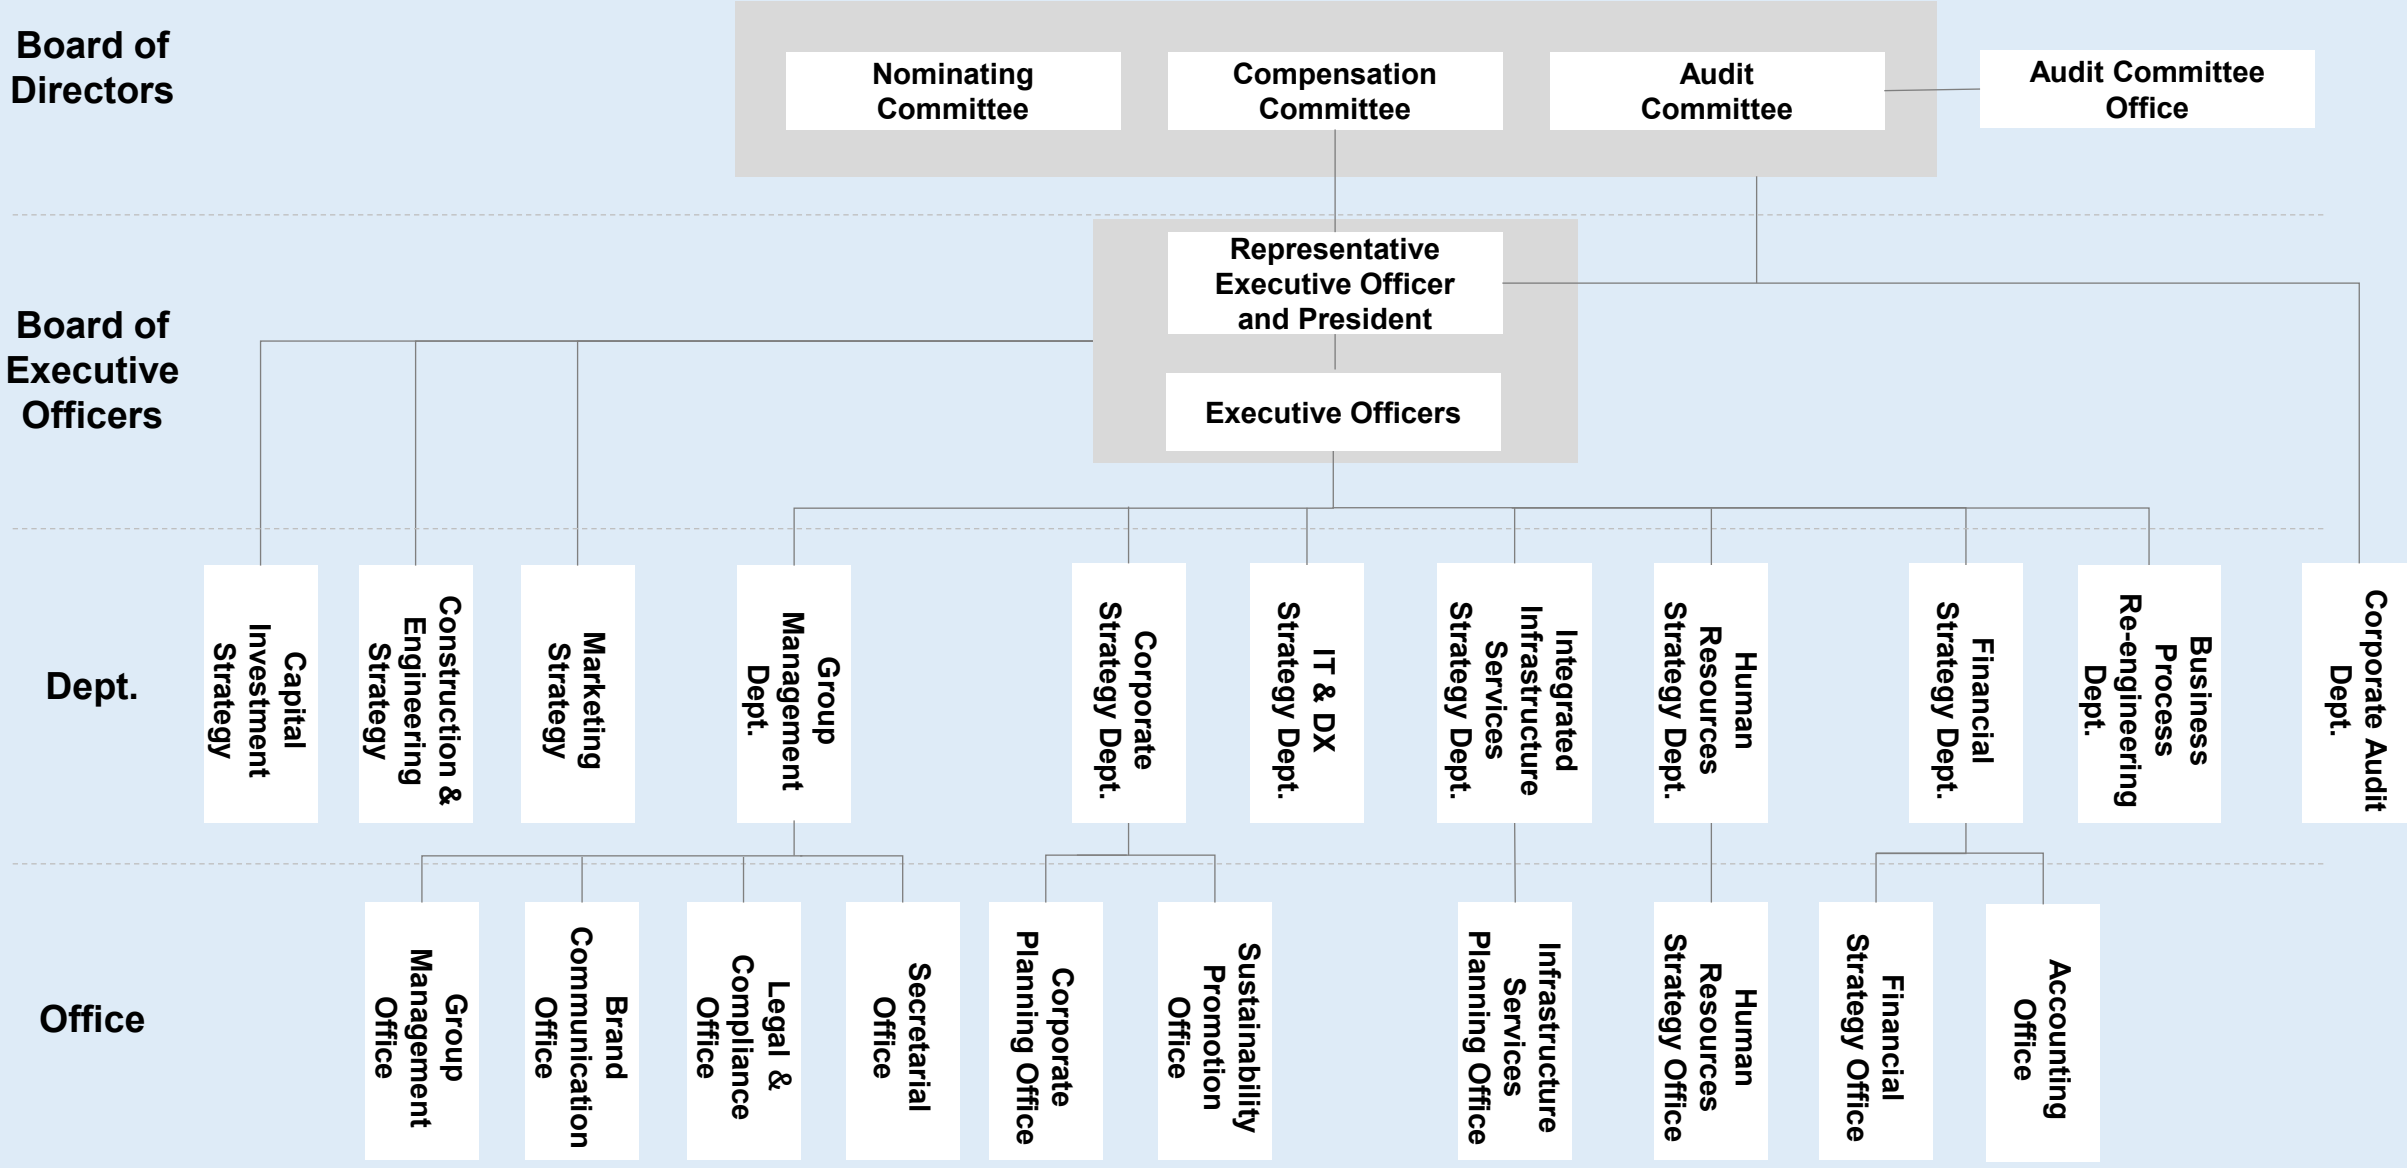 Board of
Directors
Nominating
Committee
Compensation
Committee
Audit
Committee
Audit Committee
Office
Board of
Executive
Officers
Representative
Executive Officer
and President
Executive Officers
Dept.
Capital
Investment
Strategy
Construction &
Engineering
Strategy
Marketing
Strategy
Group
Management
Dept.
Corporate
Strategy Dept.
IT & DX
Strategy Dept.
Integrated
Infrastructure
Services
Strategy Dept.
Human
Resources
Strategy Dept.
Financial
Strategy Dept.
Business
Process
Re-engineering
Dept.
Corporate Audit
Dept.
Office
Group
Management
Office
Brand
Communication
Office
Legal &
Compliance
Office
Secretarial
Office
Corporate
Planning Office
Sustainability
Promotion
Office
Infrastructure
Services
Planning Office
Human
Resources
Strategy Office
Financial
Strategy Office
Accounting
Office